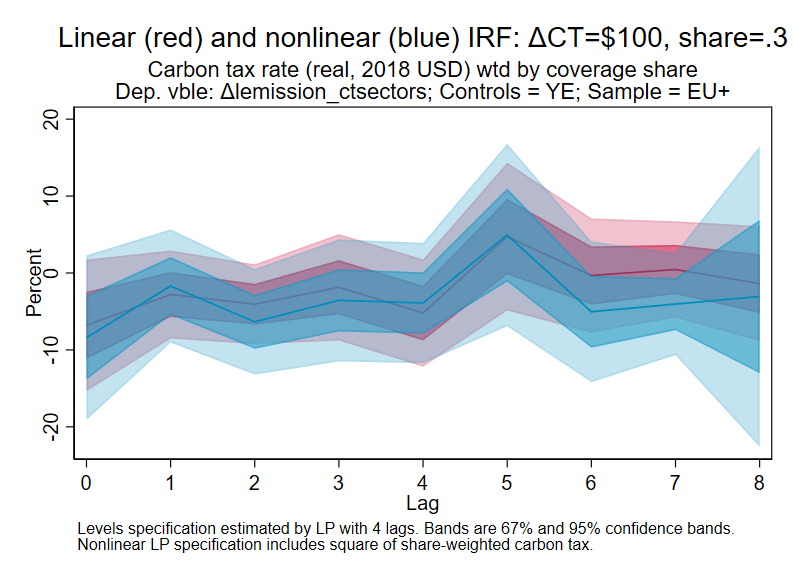 Linear (red) and nonlinear (blue) IRF: ΔCT=$100, share=.3
Carbon tax rate (real, 2018 USD) wtd by coverage share
Dep. vble: Δlemission_ctsectors; Controls = YE; Sample = EU+
20
10
0
-10
-20
Percent
0 1 2 3 4 5 6 7 8
Lag
Levels specification estimated by LP with 4 lags. Bands are 67% and 95% confidence bands.
Nonlinear LP specification includes square of share-weighted carbon tax.